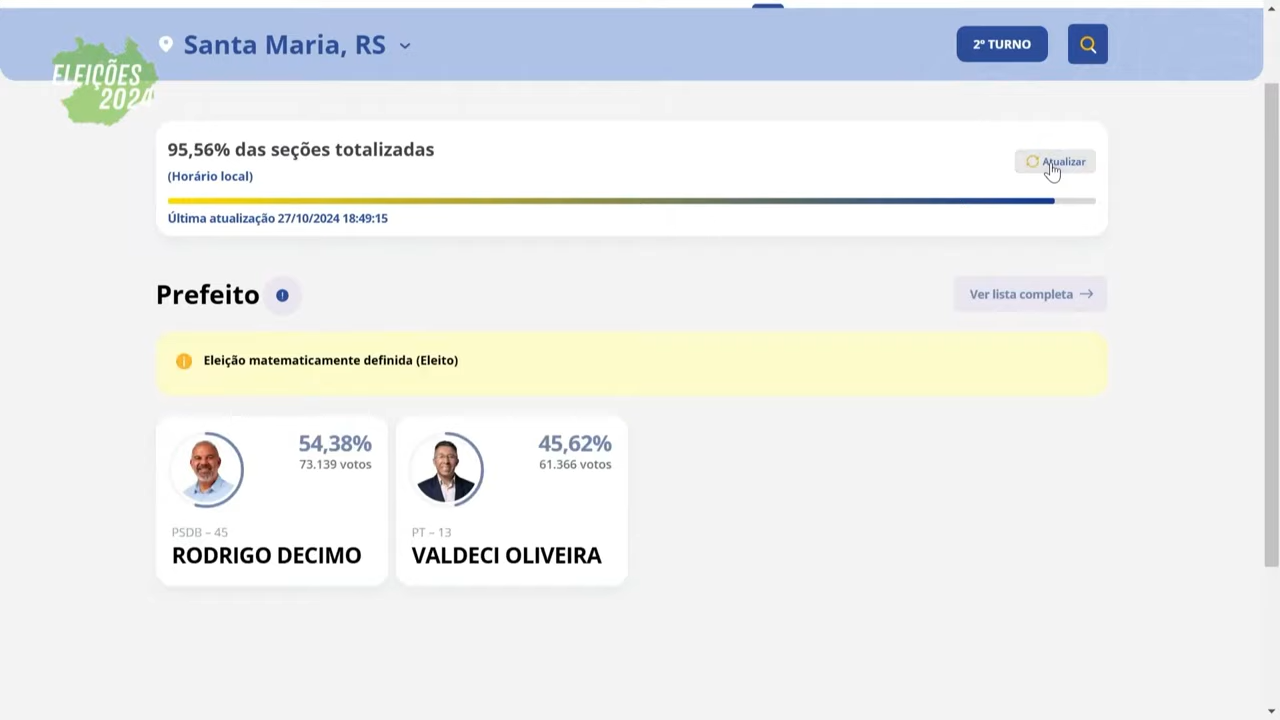 Santa Maria, RS
2º TURNO
ELEIÇÕES
2024
95,56% das seções totalizadas
Atualizar
(Horário local)
Última atualização 27/10/2024 18:49:15
Prefeito
Ver lista completa
Eleição matematicamente definida (Eleito)
54,38%
73.139 votos
PSDB – 45
RODRIGO DECIMO
45,62%
61.366 votos
PT – 13
VALDECI OLIVEIRA